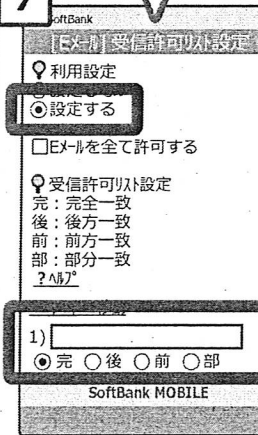 7
SoftBank
[Eメール]受信許可リスト設定
利用設定
◉設定する
□Eメールを全て許可する
受信許可リスト設定
完:完全一致
後:後方一致
前:前方一致
部:部分一致
?ヘルプ
1)
◉完 ○後 ○前 ○部
SoftBank MOBILE